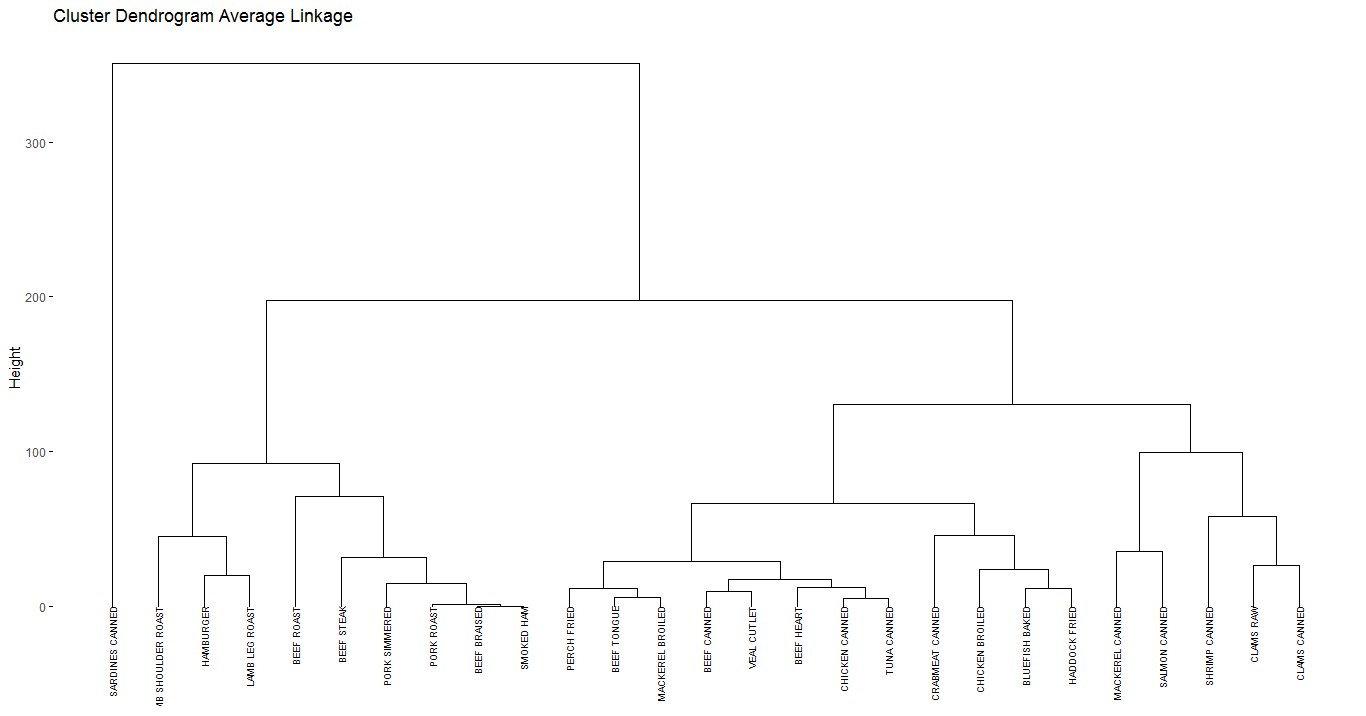 Cluster Dendrogram Average Linkage
300
200
100
0
Height
SARDINES CANNED
MB SHOULDER ROAST
HAMBURGER
LAMB LEG ROAST
BEEF ROAST
BEEF STEAK
PORK SIMMERED
PORK ROAST
BEEF BRAISED
SMOKED HAM
PERCH FRIED
BEEF TONGUE
MACKEREL BROILED
BEEF CANNED
VEAL CUTLET
BEEF HEART
CHICKEN CANNED
TUNA CANNED
CRABMEAT CANNED
CHICKEN BROILED
BLUEFISH BAKED
HADDOCK FRIED
MACKEREL CANNED
SALMON CANNED
SHRIMP CANNED
CLAMS RAW
CLAMS CANNED